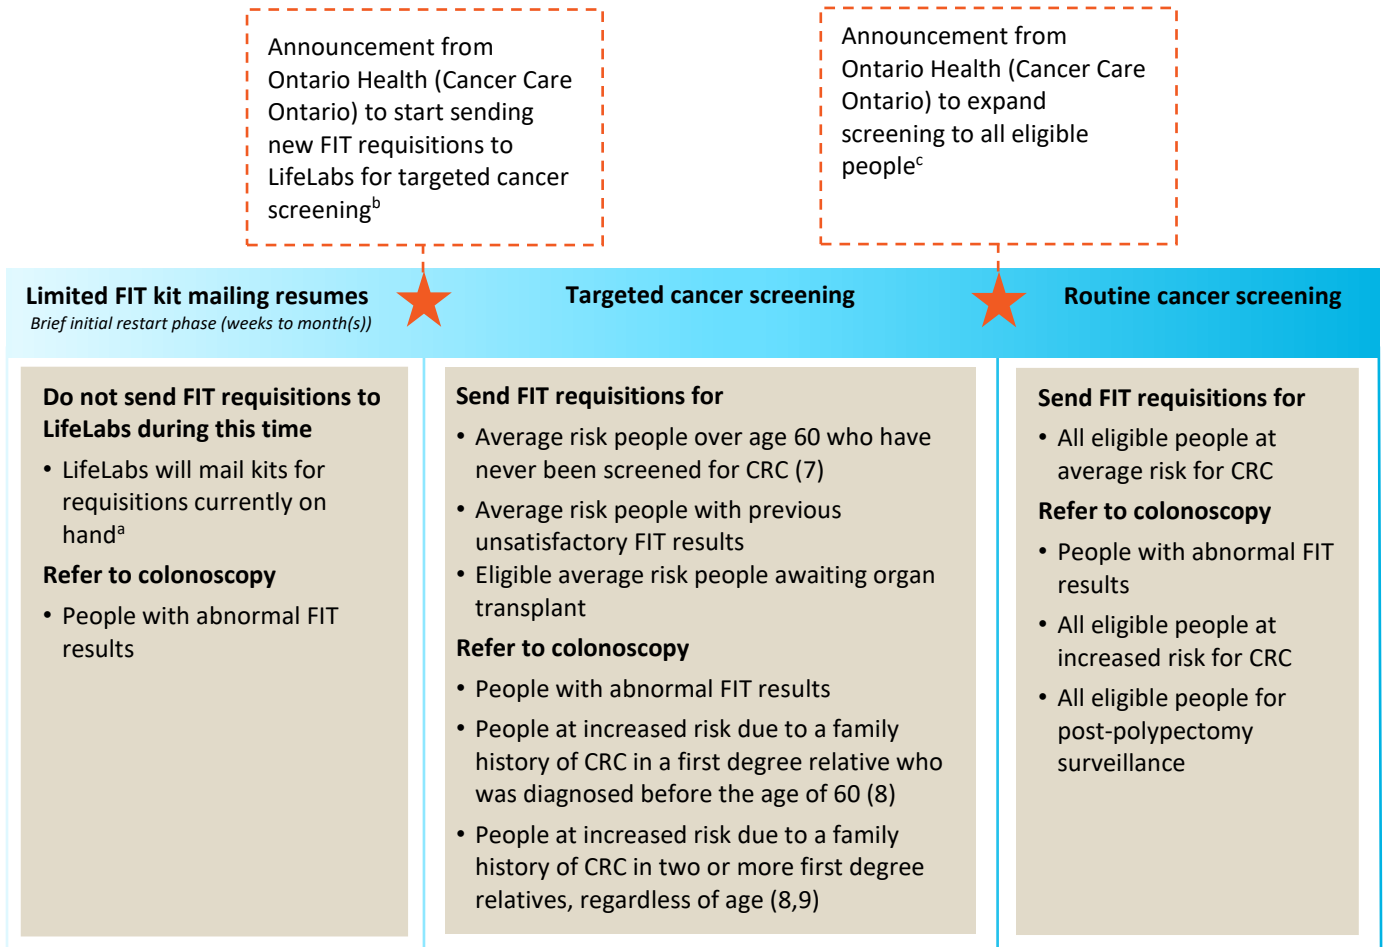 Announcement from
Ontario Health (Cancer Care
Ontario) to start sending
new FIT requisitions to
LifeLabs for targeted cancer
screeningᵇ
Announcement from
Ontario Health (Cancer Care
Ontario) to expand
screening to all eligible
peopleᶜ
Limited FIT kit mailing resumes
Brief initial restart phase (weeks to month(s))
Targeted cancer screening
Routine cancer screening
Do not send FIT requisitions to
LifeLabs during this time
• LifeLabs will mail kits for
requisitions currently on
handᵃ
Refer to colonoscopy
• People with abnormal FIT
results
Send FIT requisitions for
• Average risk people over age 60 who have
never been screened for CRC (7)
• Average risk people with previous
unsatisfactory FIT results
• Eligible average risk people awaiting organ
transplant
Refer to colonoscopy
• People with abnormal FIT results
• People at increased risk due to a family
history of CRC in a first degree relative who
was diagnosed before the age of 60 (8)
• People at increased risk due to a family
history of CRC in two or more first degree
relatives, regardless of age (8,9)
Send FIT requisitions for
• All eligible people at
average risk for CRC
Refer to colonoscopy
• People with abnormal FIT
results
• All eligible people at
increased risk for CRC
• All eligible people for
post-polypectomy
surveillance